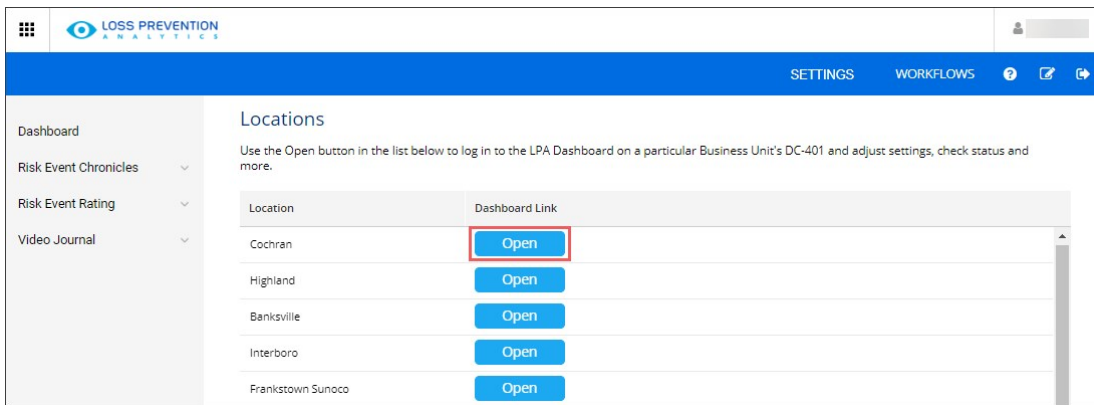 LOSS PREVENTION
ANALYTICS
SETTINGS WORKFLOWS
Dashboard
Risk Event Chronicles
Risk Event Rating
Video Journal
Locations
Use the Open button in the list below to log in to the LPA Dashboard on a particular Business Unit's DC-401 and adjust settings, check status and
more.
Location Dashboard Link
Cochran Open
Highland Open
Banksville Open
Interboro Open
Frankstown Sunoco Open